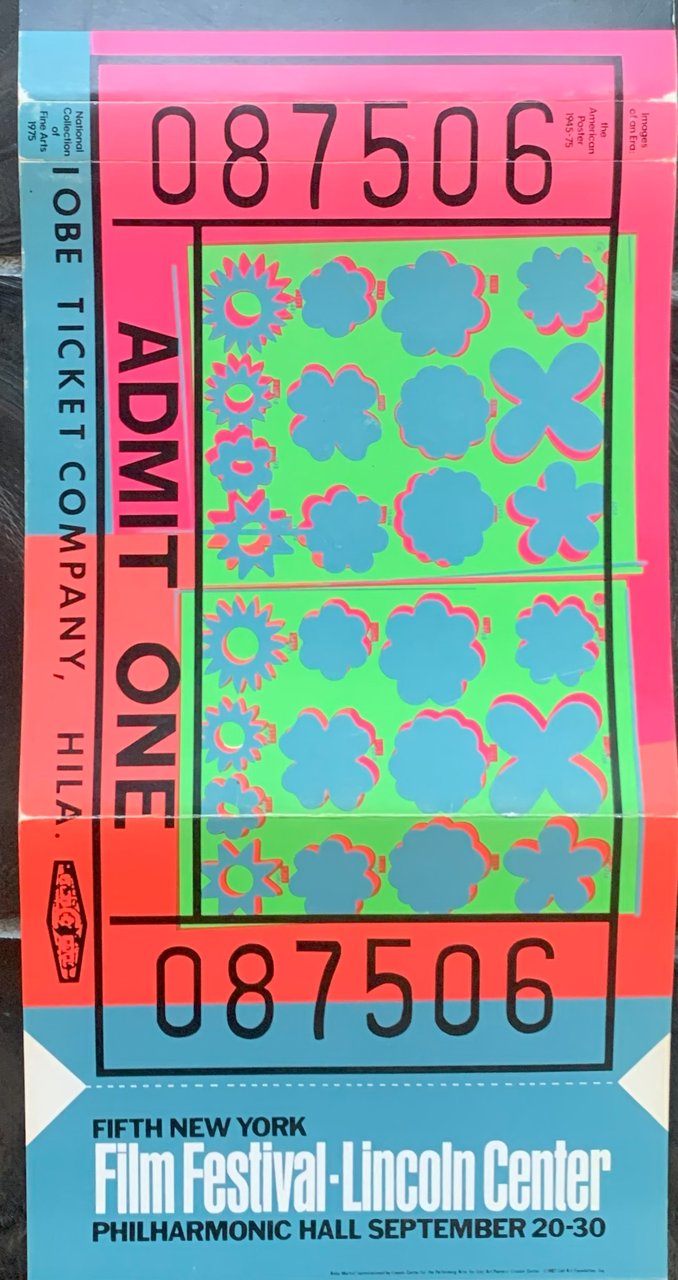 087506
National
Collection
of
Fine Arts
1975
Images
of an Era:
the
American
Poster
1945-75
OBE TICKET COMPANY, HILA.
ADMIT ONE
087506
FIFTH NEW YORK
Film Festival-Lincoln Center
PHILHARMONIC HALL SEPTEMBER 20-30